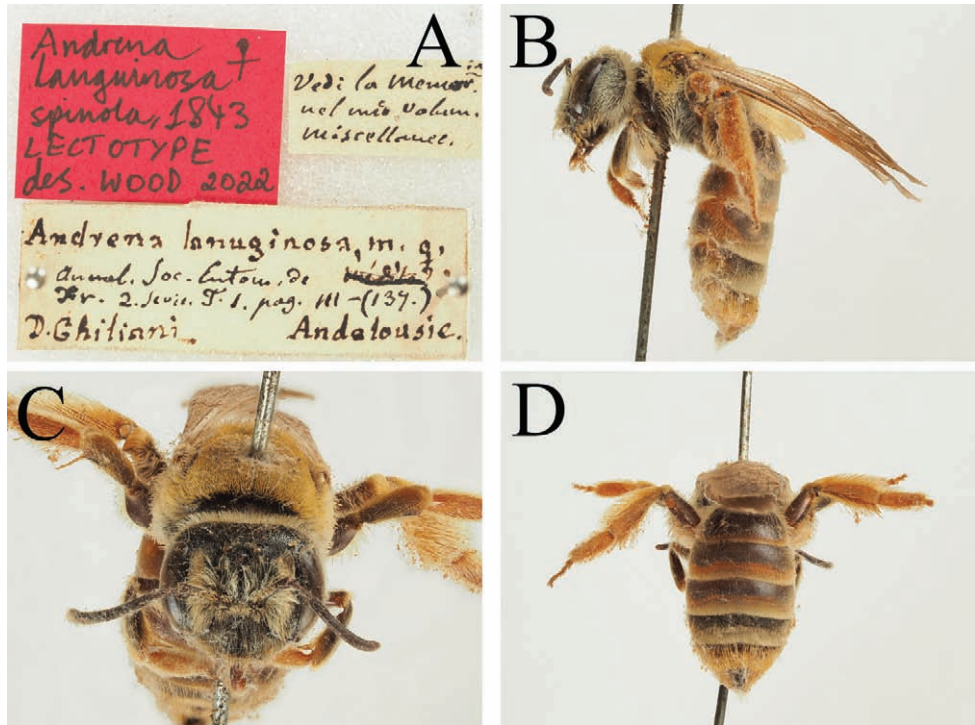 A
Andrena ♀
languinosa
spinola, 1843
LECTOTYPE
des. WOOD 2022
Vedi la Memor.
nel mio Volum.
miscellanee.
Andrena lanuginosa, m. q.
Annal. Soc. Entom. de
Fr. 2. Serie. T. 1. pag. 111-(137.)
D. Ghiliani. Andalousie.
B
C
D